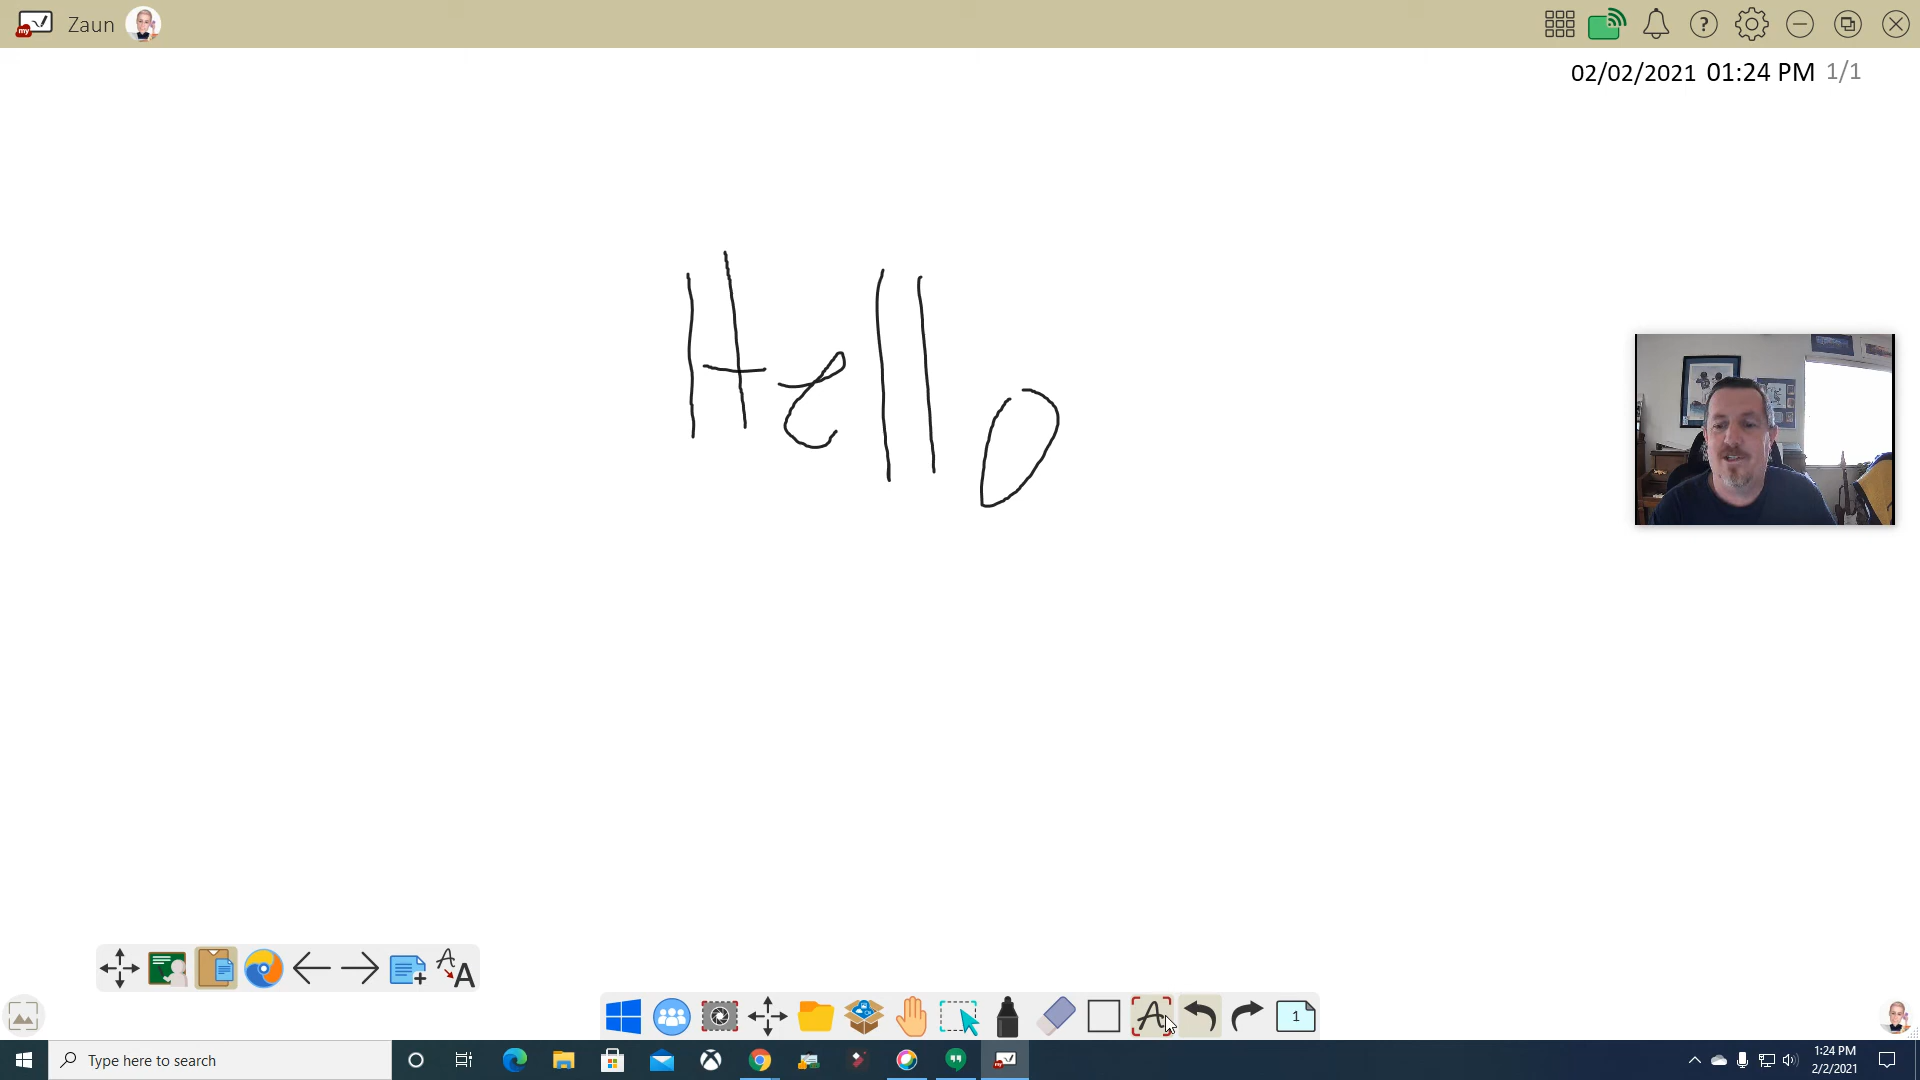 Zaun
02/02/2021 01:24 PM 1/1
Hello
1
Type here to search
1:24 PM
2/2/2021